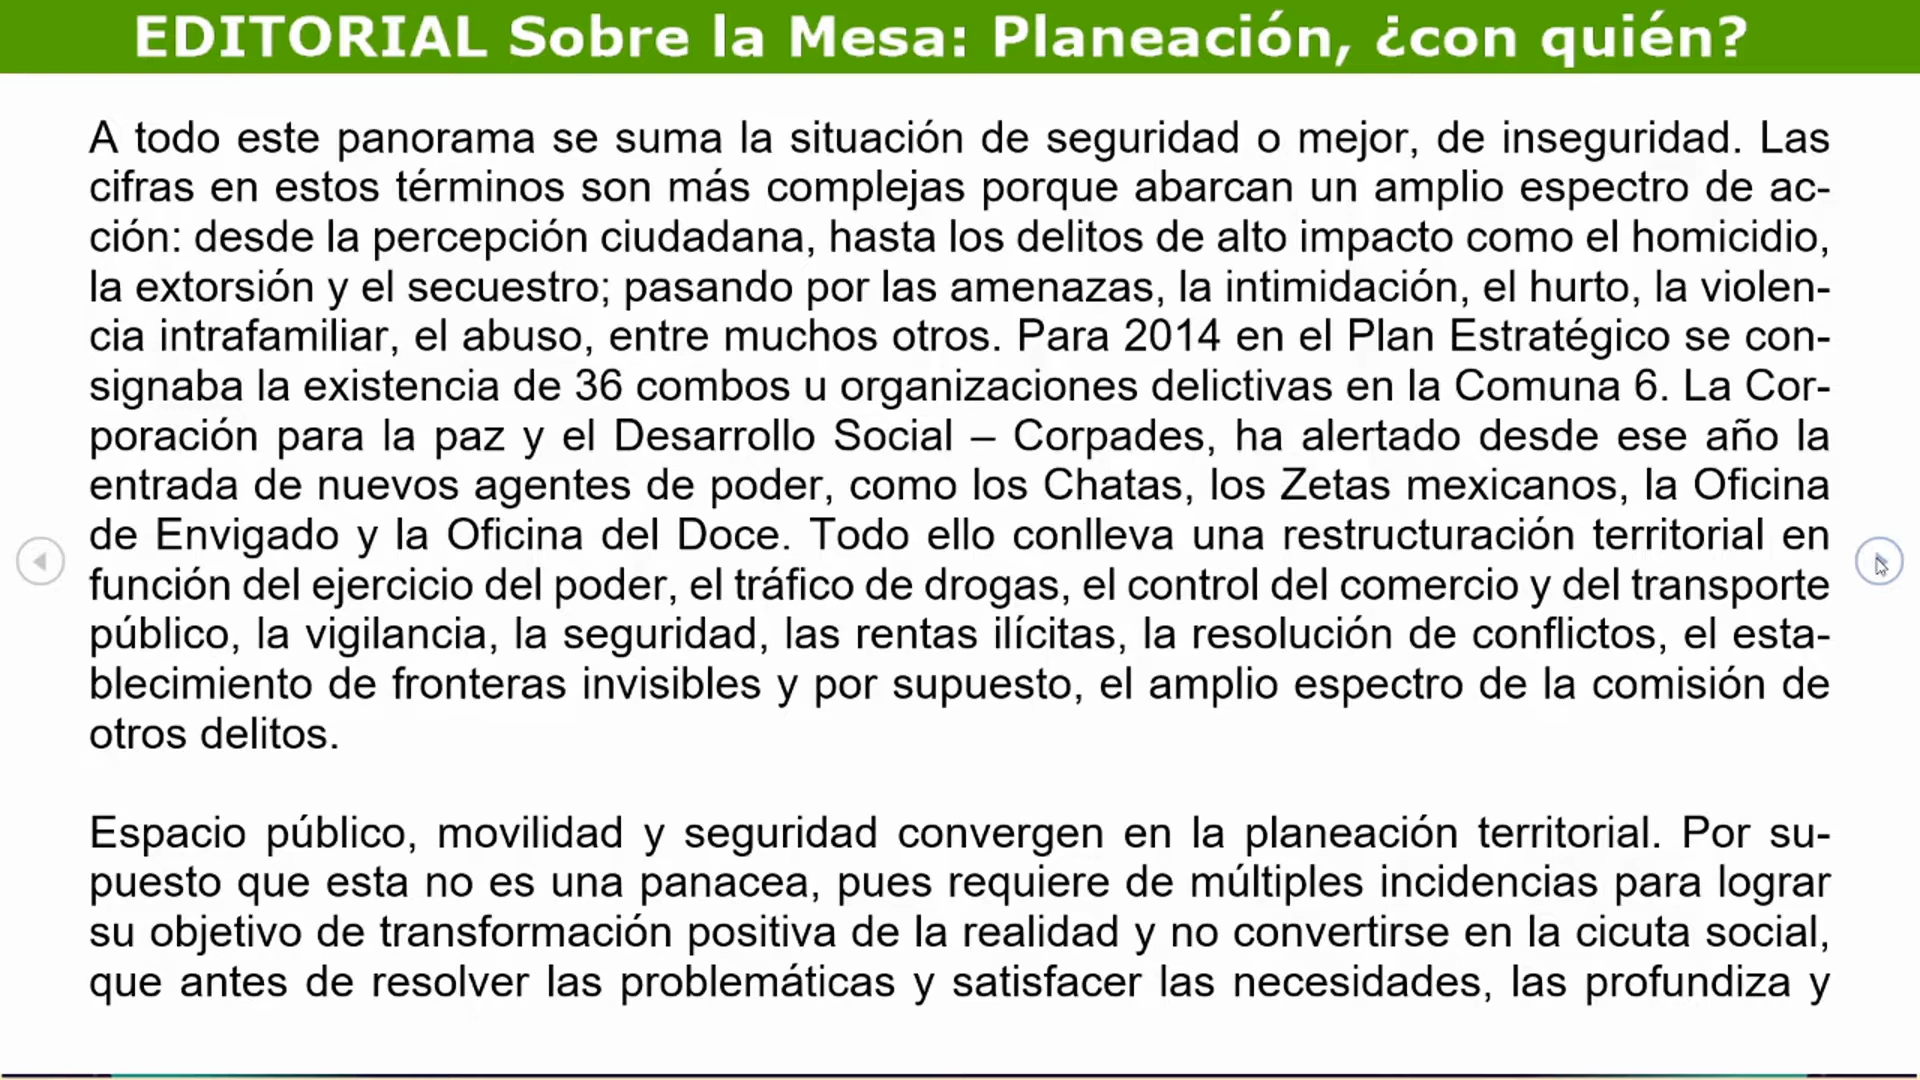 EDITORIAL Sobre la Mesa: Planeación, ¿con quién?
A todo este panorama se suma la situación de seguridad o mejor, de inseguridad. Las
cifras en estos términos son más complejas porque abarcan un amplio espectro de ac-
ción: desde la percepción ciudadana, hasta los delitos de alto impacto como el homicidio,
la extorsión y el secuestro; pasando por las amenazas, la intimidación, el hurto, la violen-
cia intrafamiliar, el abuso, entre muchos otros. Para 2014 en el Plan Estratégico se con-
signaba la existencia de 36 combos u organizaciones delictivas en la Comuna 6. La Cor-
poración para la paz y el Desarrollo Social – Corpades, ha alertado desde ese año la
entrada de nuevos agentes de poder, como los Chatas, los Zetas mexicanos, la Oficina
de Envigado y la Oficina del Doce. Todo ello conlleva una restructuración territorial en
función del ejercicio del poder, el tráfico de drogas, el control del comercio y del transporte
público, la vigilancia, la seguridad, las rentas ilícitas, la resolución de conflictos, el esta-
blecimiento de fronteras invisibles y por supuesto, el amplio espectro de la comisión de
otros delitos.
Espacio público, movilidad y seguridad convergen en la planeación territorial. Por su-
puesto que esta no es una panacea, pues requiere de múltiples incidencias para lograr
su objetivo de transformación positiva de la realidad y no convertirse en la cicuta social,
que antes de resolver las problemáticas y satisfacer las necesidades, las profundiza y